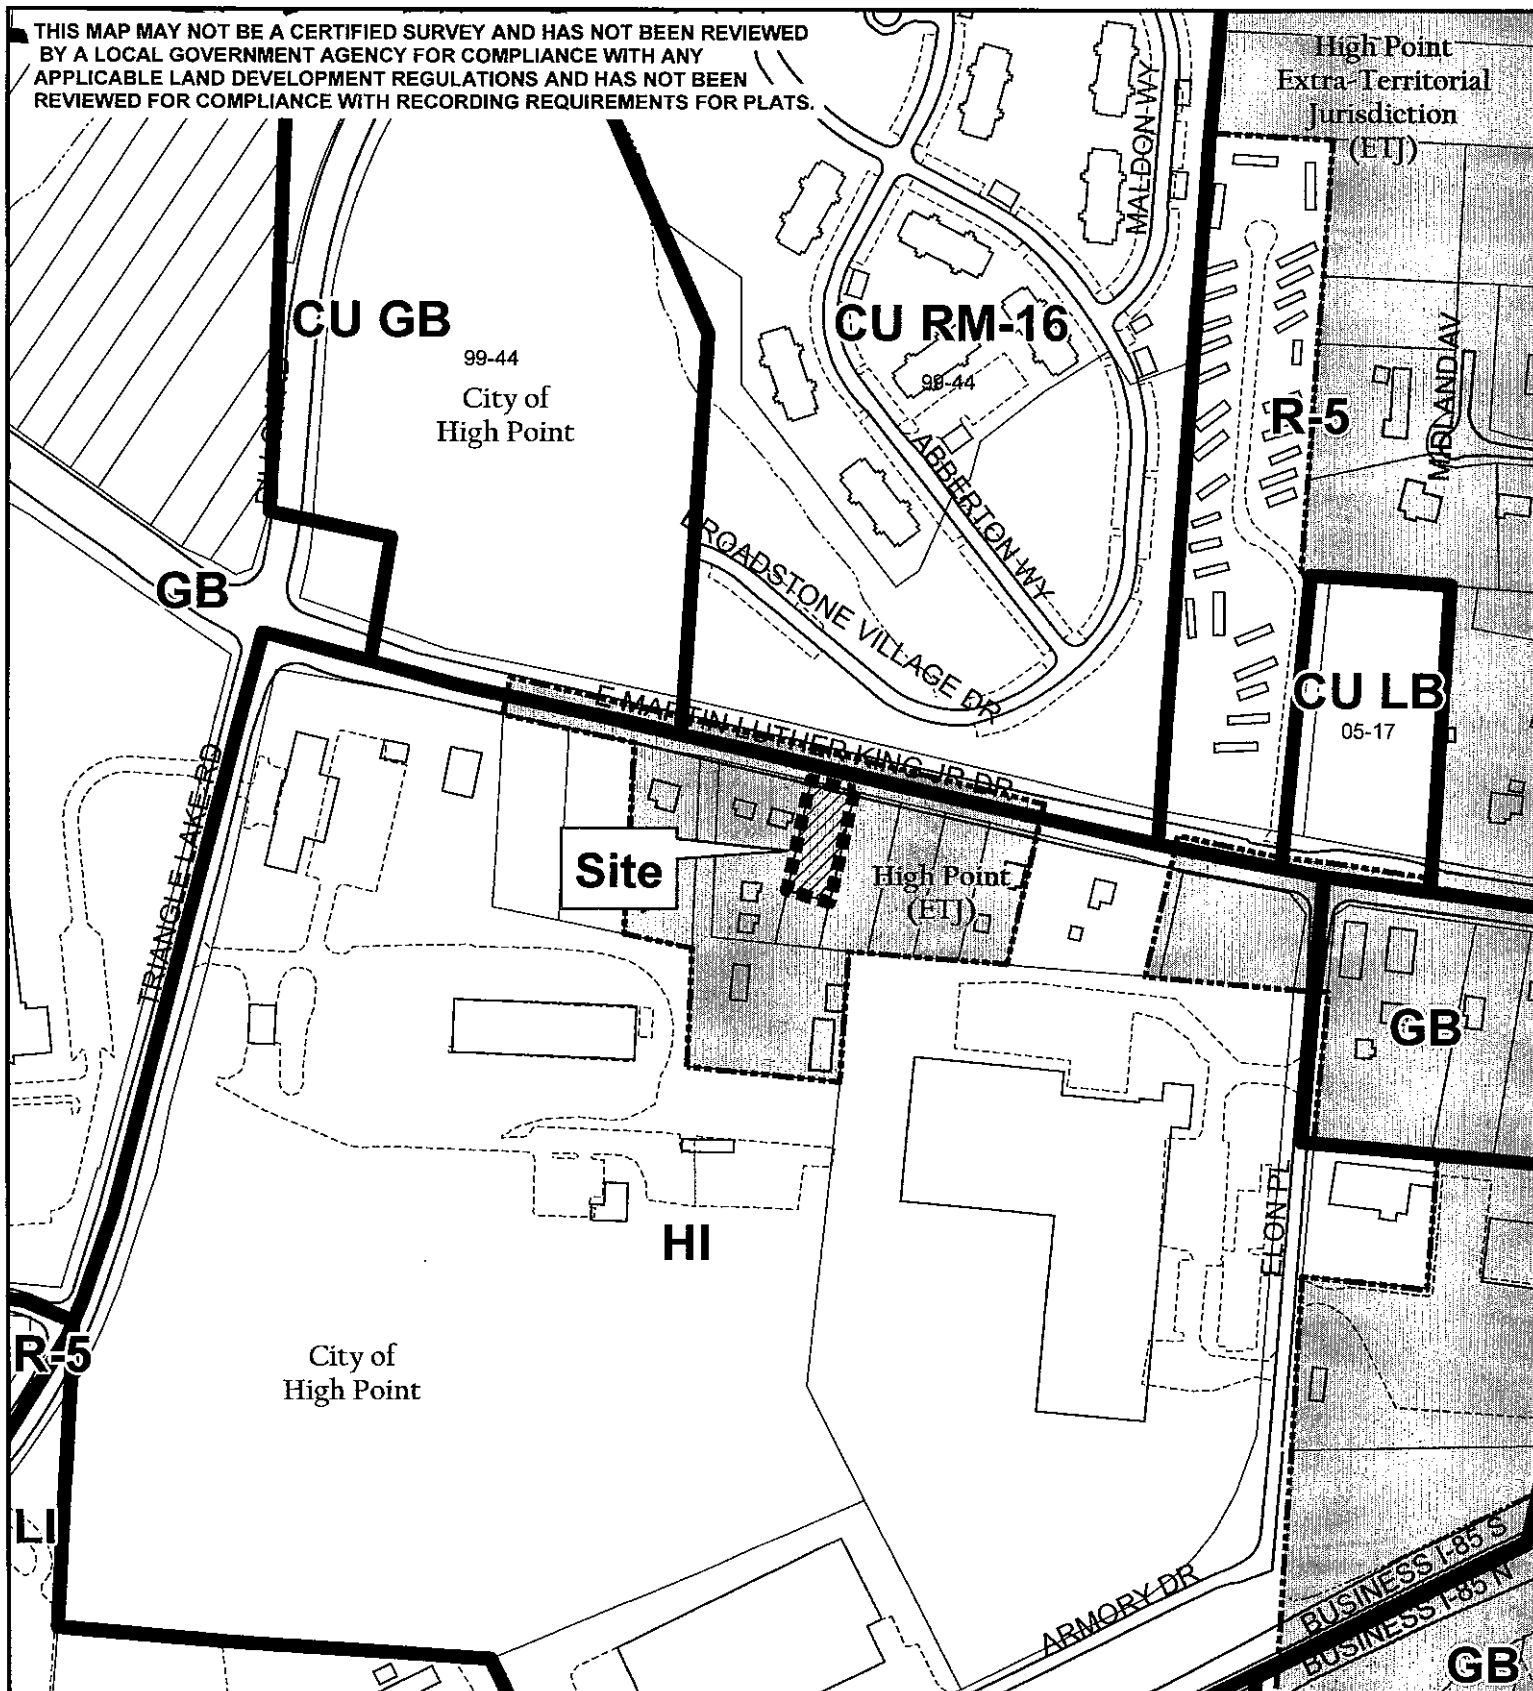 THIS MAP MAY NOT BE A CERTIFIED SURVEY AND HAS NOT BEEN REVIEWED
BY A LOCAL GOVERNMENT AGENCY FOR COMPLIANCE WITH ANY
APPLICABLE LAND DEVELOPMENT REGULATIONS AND HAS NOT BEEN
REVIEWED FOR COMPLIANCE WITH RECORDING REQUIREMENTS FOR PLATS.
High Point
Extra-Territorial
Jurisdiction
(ETJ)
MALDON WY
CU GB
99-44
City of
High Point
CU RM-16
99-44
R-5
MIDLAND AV
ABBERTON WY
BROADSTONE VILLAGE DR
GB
E MARTIN LUTHER KING JR DR
CU LB
05-17
TRIANGLE LAKE RD
Site
High Point
(ETJ)
GB
HI
ELON PL
City of
High Point
R-5
LI
ARMORY DR
BUSINESS I-85 S
BUSINESS I-85 N
GB